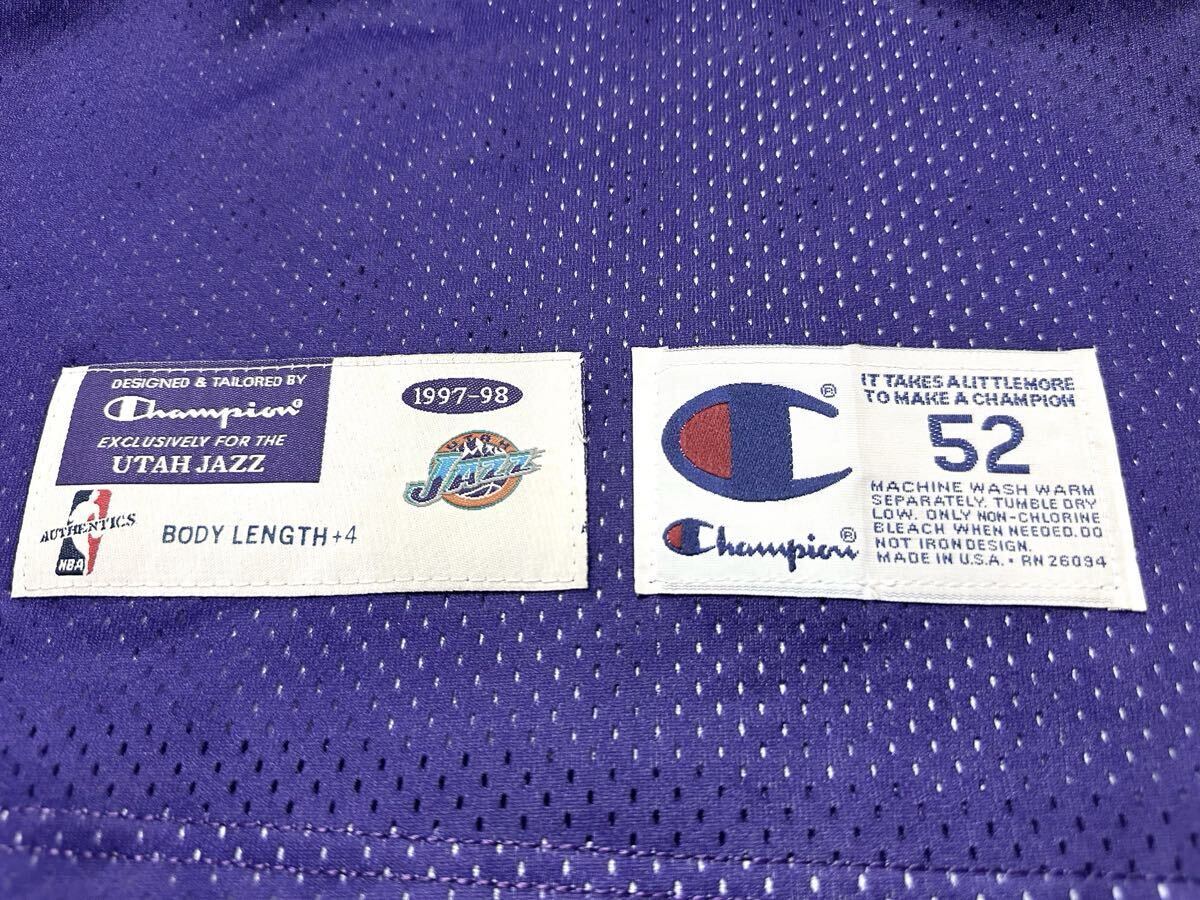 DESIGNED & TAILORED BY
Champion®
EXCLUSIVELY FOR THE
UTAH JAZZ
AUTHENTICS
NBA
BODY LENGTH +4
1997-98
UTAH
JAZZ
®
Champion®
IT TAKES A LITTLE MORE
TO MAKE A CHAMPION
52
MACHINE WASH WARM
SEPARATELY. TUMBLE DRY
LOW. ONLY NON-CHLORINE
BLEACH WHEN NEEDED. DO
NOT IRON DESIGN.
MADE IN U.S.A. • RN 26094